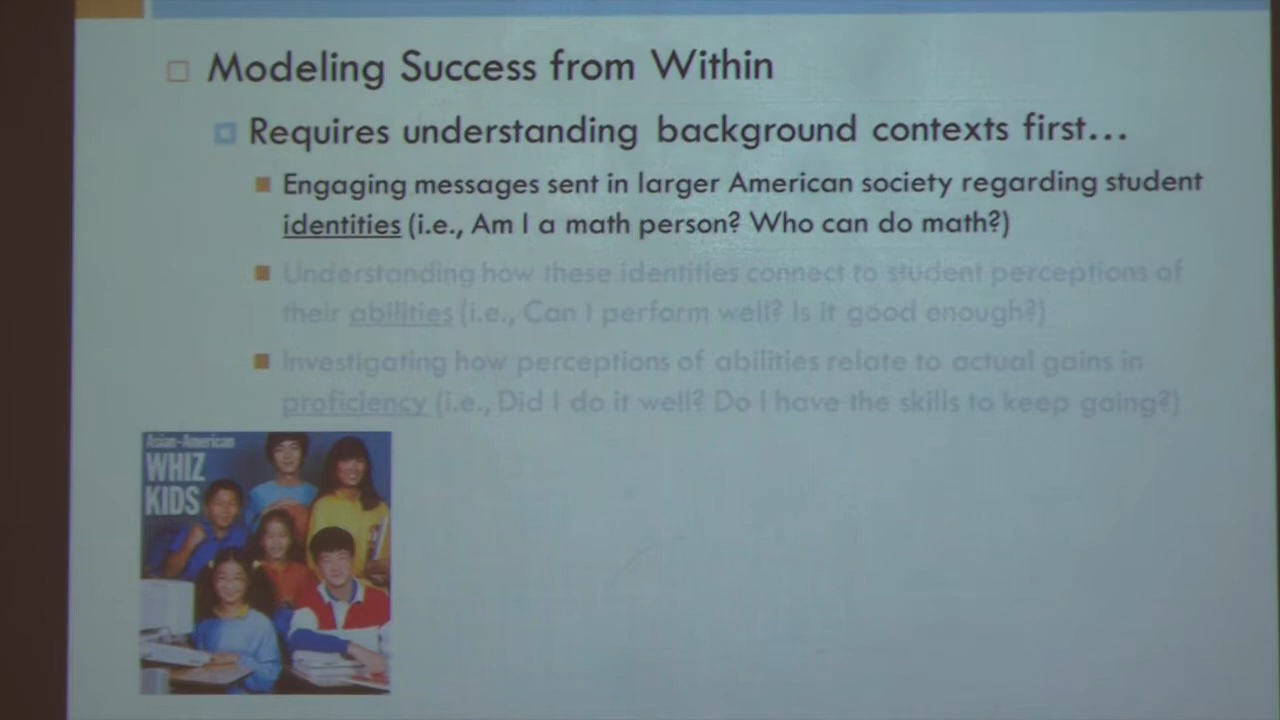 Modeling Success from Within
Requires understanding background contexts first...
Engaging messages sent in larger American society regarding student
identities (i.e., Am I a math person? Who can do math?)
Understanding how these identities connect to student perceptions of
their abilities (i.e., Can I perform well? Is it good enough?)
Investigating how perceptions of abilities relate to actual gains in
proficiency (i.e., Did I do it well? Do I have the skills to keep going?)
Asian-American
WHIZ
KIDS